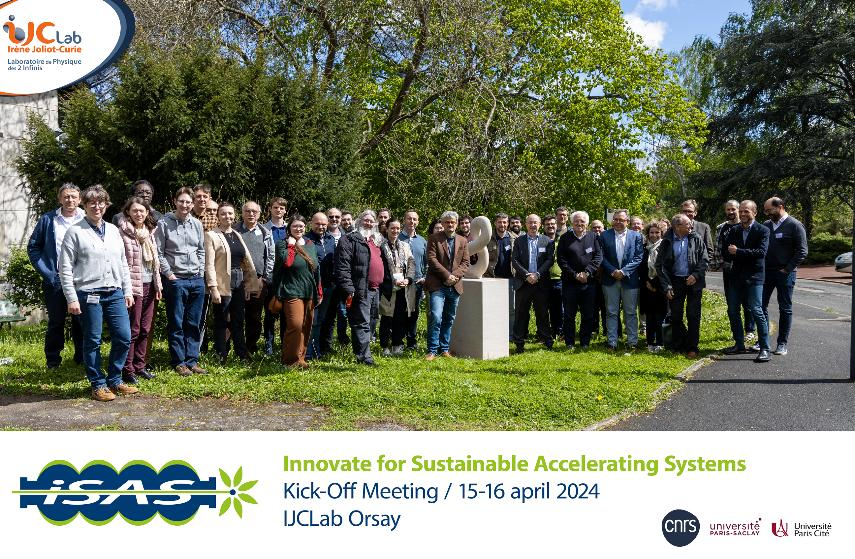 iJCLab
Irène Joliot-Curie
Laboratoire de Physique
des 2 Infinis
iSAS
Innovate for Sustainable Accelerating Systems
Kick-Off Meeting / 15-16 april 2024
IJCLab Orsay
cnrs
université
PARIS-SACLAY
Université
Paris Cité